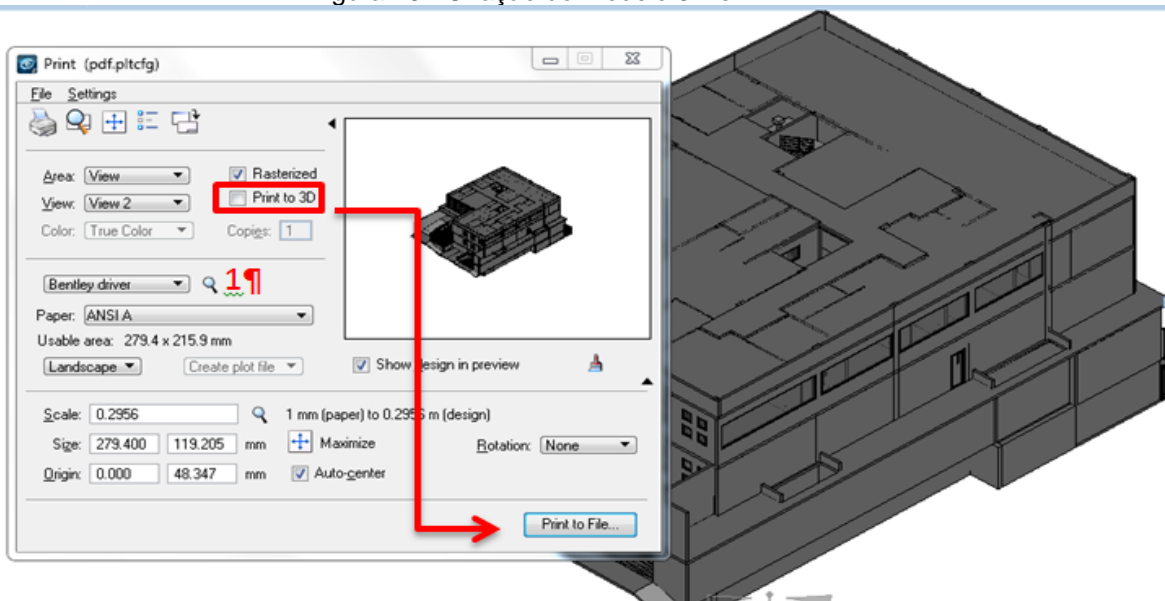 Print (pdf.pltcfg)
File Settings
Area: View
Rasterized
View: View 2
Print to 3D
Color: True Color
Copies: 1
Bentley driver
1¶
Paper: ANSI A
Usable area: 279.4 x 215.9 mm
Landscape
Create plot file
Show design in preview
Scale: 0.2956
1 mm (paper) to 0.2956 m (design)
Size: 279.400 119.205 mm
Maximize
Rotation: None
Origin: 0.000 48.347 mm
Auto-center
Print to File...